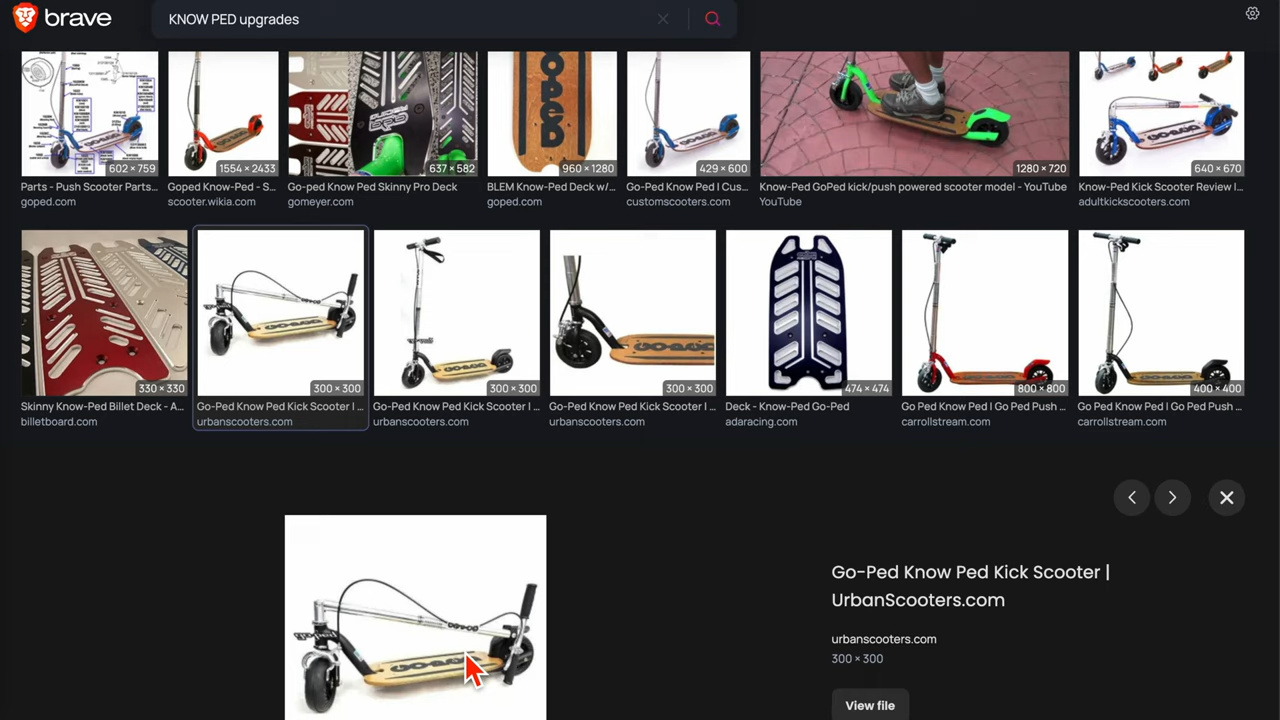 brave
KNOW PED upgrades
602 × 759
1554 × 2433
637 × 582
960 × 1280
429 × 600
1280 × 720
640 × 670
Parts - Push Scooter Parts...
Goped Know-Ped - S...
Go-ped Know Ped Skinny Pro Deck
BLEM Know-Ped Deck w/...
Go-Ped Know Ped | Cus...
Know-Ped GoPed kick/push powered scooter model - YouTube
Know-Ped Kick Scooter Review |...
goped.com
scooter.wikia.com
gomeyer.com
goped.com
customscooters.com
YouTube
adultkickscooters.com
330 × 330
300 × 300
300 × 300
300 × 300
474 × 474
800 × 800
400 × 400
Skinny Know-Ped Billet Deck - A...
Go-Ped Know Ped Kick Scooter | ...
Go-Ped Know Ped Kick Scooter | ...
Go-Ped Know Ped Kick Scooter | ...
Deck - Know-Ped Go-Ped
Go Ped Know Ped | Go Ped Push ...
Go Ped Know Ped | Go Ped Push ...
billetboard.com
urbanscooters.com
urbanscooters.com
urbanscooters.com
adaracing.com
carrollstream.com
carrollstream.com
Go-Ped Know Ped Kick Scooter |
UrbanScooters.com
urbanscooters.com
300 × 300
View file